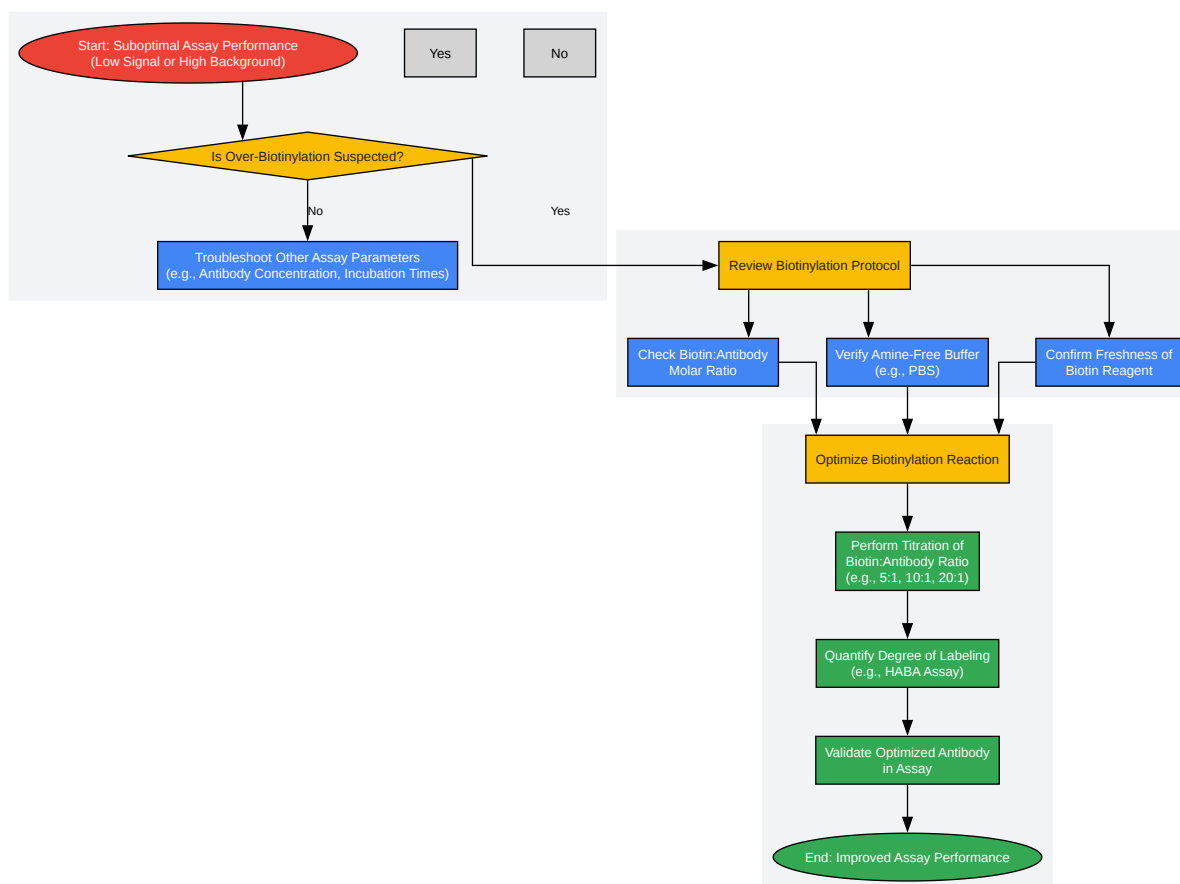 Start: Suboptimal Assay Performance
(Low Signal or High Background)
Yes
No
Is Over-Biotinylation Suspected?
No
Yes
Troubleshoot Other Assay Parameters
(e.g., Antibody Concentration, Incubation Times)
Review Biotinylation Protocol
Check Biotin:Antibody
Molar Ratio
Verify Amine-Free Buffer
(e.g., PBS)
Confirm Freshness of
Biotin Reagent
Optimize Biotinylation Reaction
Perform Titration of
Biotin:Antibody Ratio
(e.g., 5:1, 10:1, 20:1)
Quantify Degree of Labeling
(e.g., HABA Assay)
Validate Optimized Antibody
in Assay
End: Improved Assay Performance